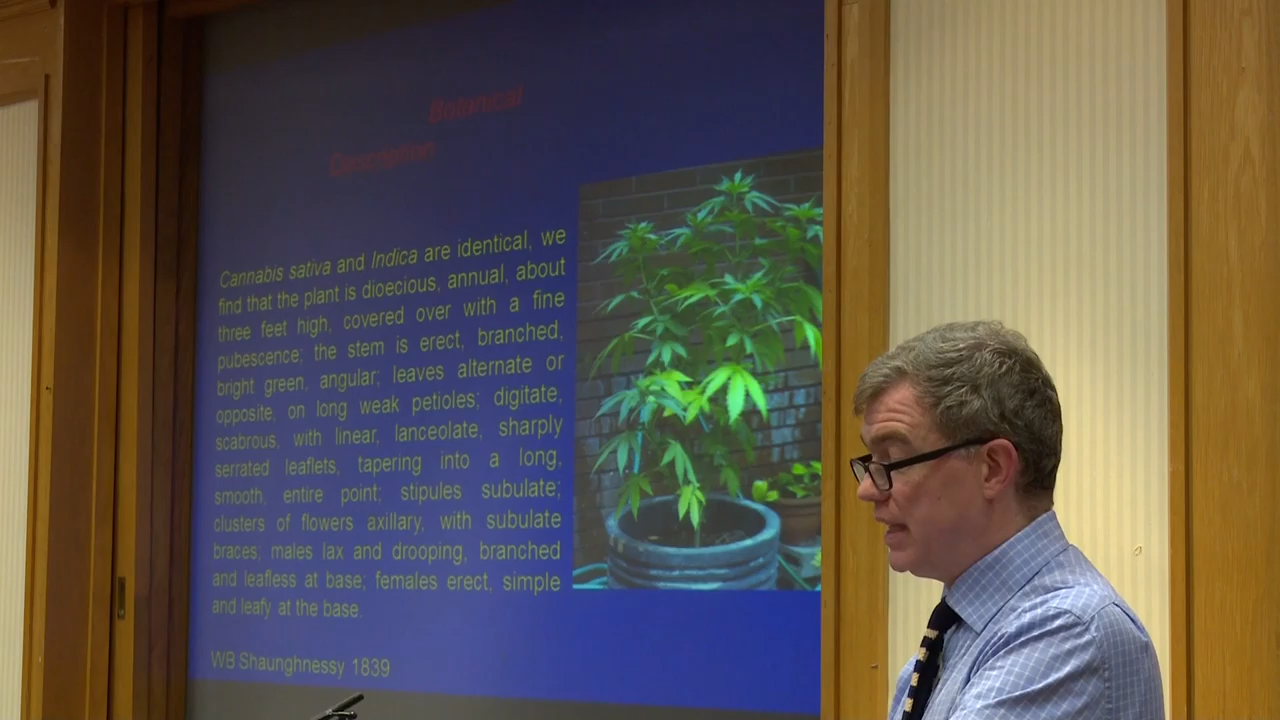 Botanical
Description
Cannabis sativa and Indica are identical, we
find that the plant is dioecious, annual, about
three feet high, covered over with a fine
pubescence; the stem is erect, branched,
bright green, angular; leaves alternate or
opposite, on long weak petioles; digitate,
scabrous, with linear, lanceolate, sharply
serrated leaflets, tapering into a long,
smooth, entire point; stipules subulate;
clusters of flowers axillary, with subulate
braces; males lax and drooping, branched
and leafless at base; females erect, simple
and leafy at the base.
WB Shaunghnessy 1839